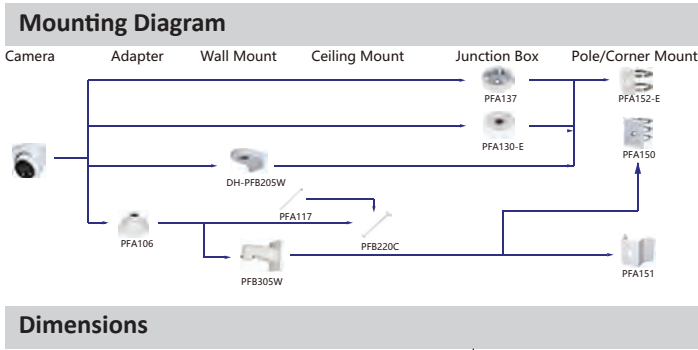 Mounting Diagram
Camera Adapter Wall Mount Ceiling Mount Junction Box Pole/Corner Mount
PFA137
PFA152-E
PFA130-E
PFA150
DH-PFB205W
PFA117
PFA106
PFB220C
PFB305W
PFA151
Dimensions